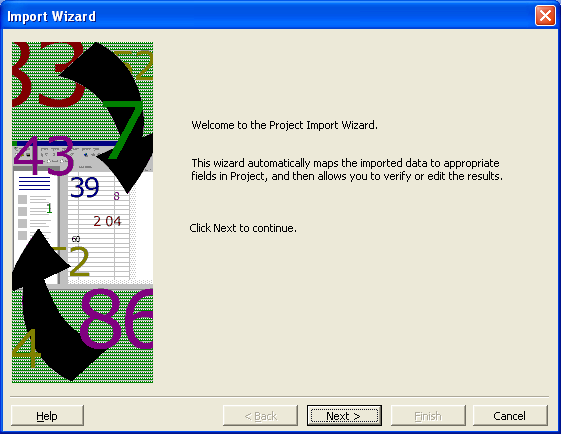 Import Wizard
33
52
7
43
39
8
1
2 04
60
52
86
4
Welcome to the Project Import Wizard.
This wizard automatically maps the imported data to appropriate
fields in Project, and then allows you to verify or edit the results.
Click Next to continue.
Help
< Back
Next >
Finish
Cancel